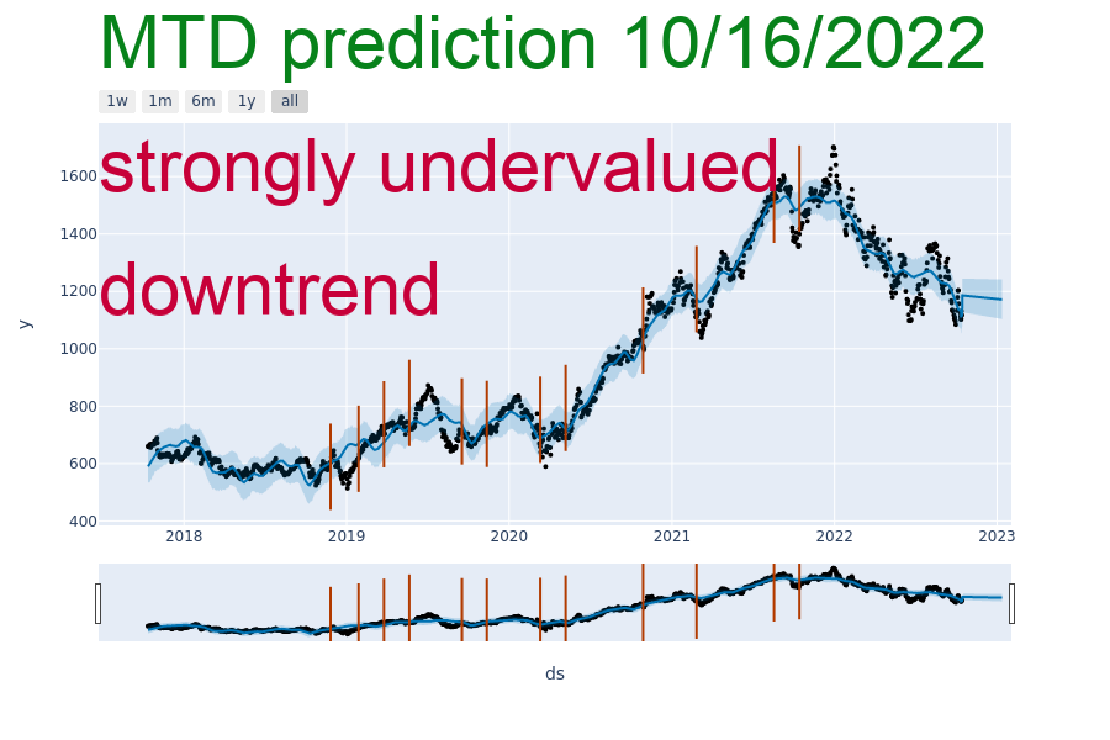 MTD prediction 10/16/2022
1w 1m 6m 1y all
strongly undervalued
downtrend
1600
1400
1200
1000
800
600
400
y
2018 2019 2020 2021 2022 2023
ds